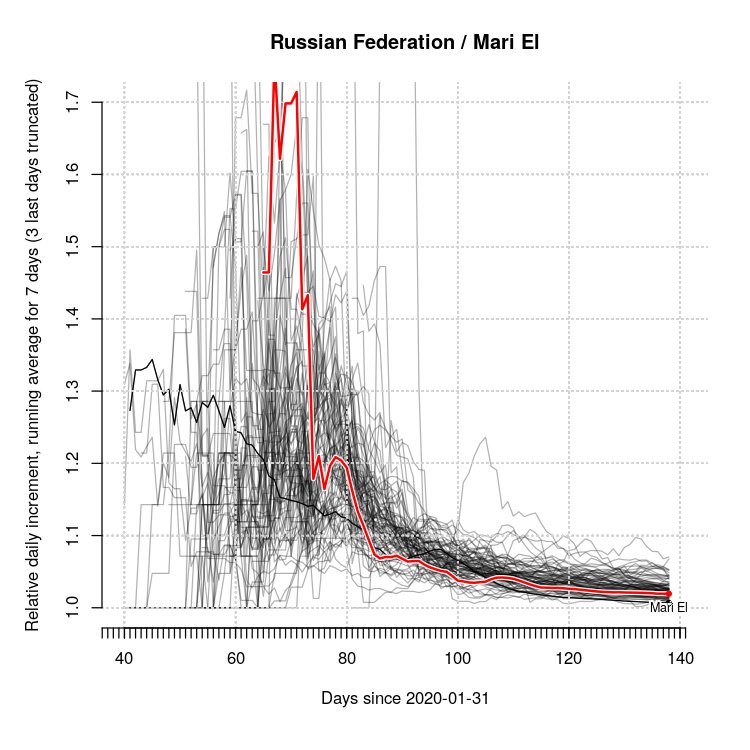 Russian Federation / Mari El
Relative daily increment, running average for 7 days (3 last days truncated)
1.7
1.6
1.5
1.4
1.3
1.2
1.1
1.0
Mari El
40 60 80 100 120 140
Days since 2020-01-31